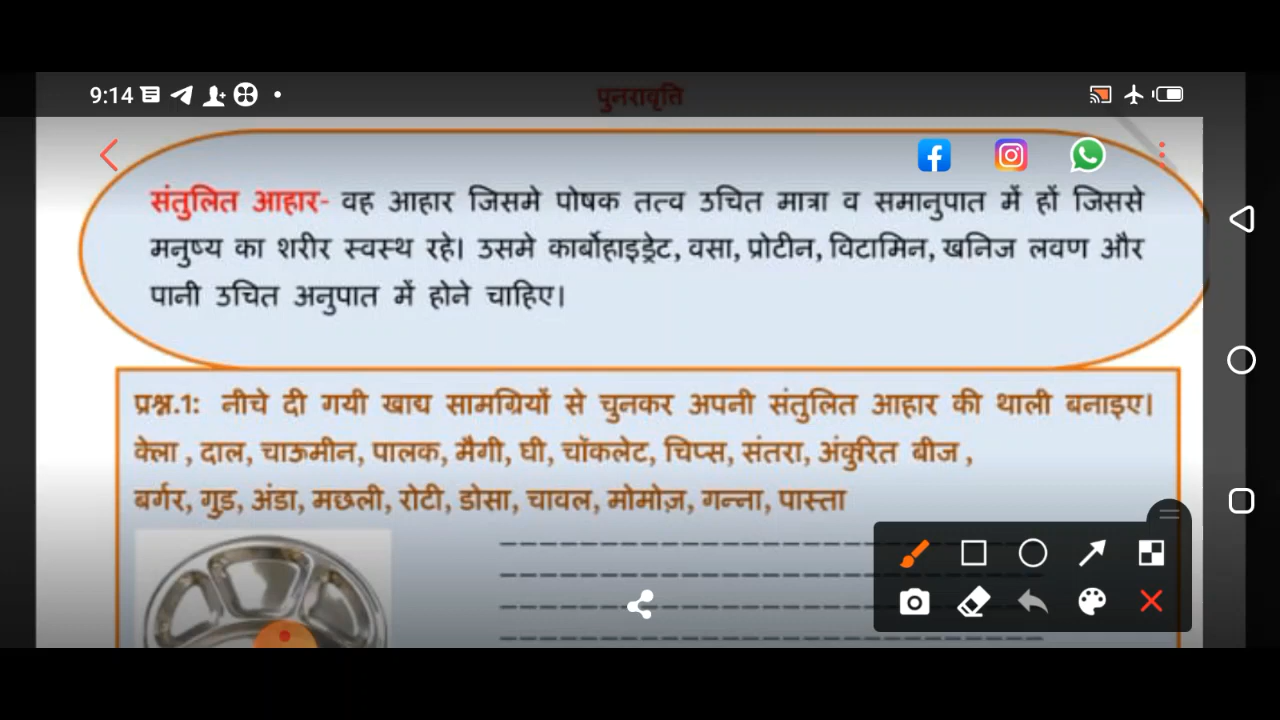 9:14
पुनरावृत्ति
संतुलित आहार- वह आहार जिसमे पोषक तत्व उचित मात्रा व समानुपात में हों जिससे
मनुष्य का शरीर स्वस्थ रहे। उसमे कार्बोहाइड्रेट, वसा, प्रोटीन, विटामिन, खनिज लवण और
पानी उचित अनुपात में होने चाहिए।
प्रश्न.1: नीचे दी गयी खाद्य सामग्रियों से चुनकर अपनी संतुलित आहार की थाली बनाइए।
केला , दाल, चाऊमीन, पालक, मैगी, घी, चॉकलेट, चिप्स, संतरा, अंकुरित बीज ,
बर्गर, गुड, अंडा, मछली, रोटी, डोसा, चावल, मोमोज़, गन्ना, पास्ता